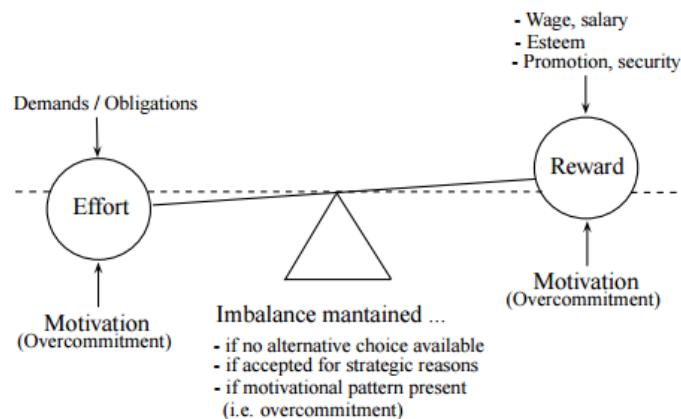 - Wage, salary
- Esteem
- Promotion, security
Demands / Obligations
Effort
Reward
Motivation
(Overcommitment)
Motivation
(Overcommitment)
Imbalance mantained ...
- if no alternative choice available
- if accepted for strategic reasons
- if motivational pattern present
(i.e. overcommitment)